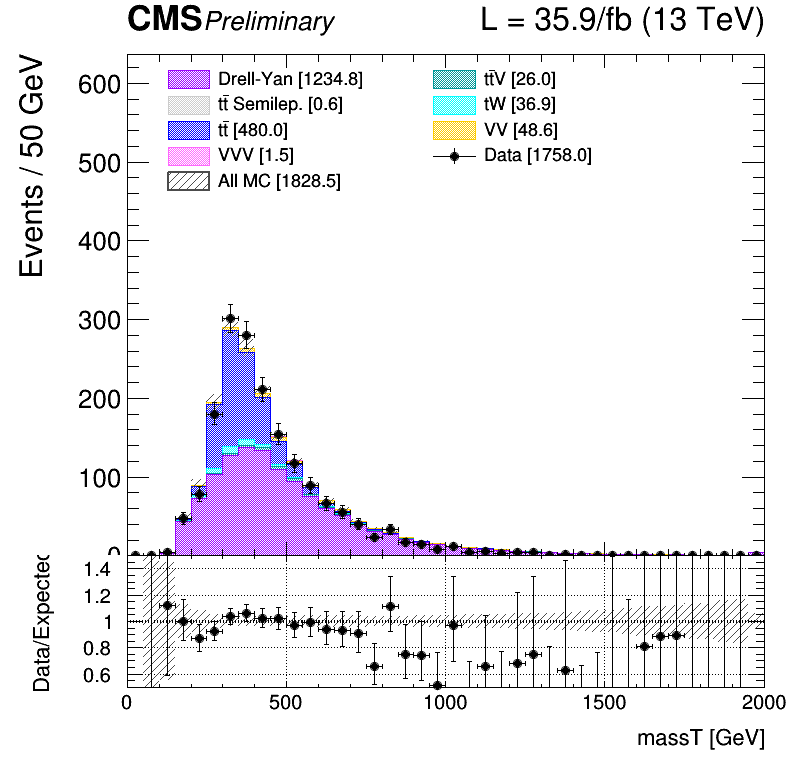 CMS Preliminary L = 35.9/fb (13 TeV)
Events / 50 GeV
600
500
400
300
200
100
0
Drell-Yan [1234.8]
tt̄ Semilep. [0.6]
tt̄ [480.0]
VVV [1.5]
All MC [1828.5]
tt̄V [26.0]
tW [36.9]
VV [48.6]
Data [1758.0]
Data/Expected
1.4
1.2
1
0.8
0.6
0 500 1000 1500 2000
massT [GeV]